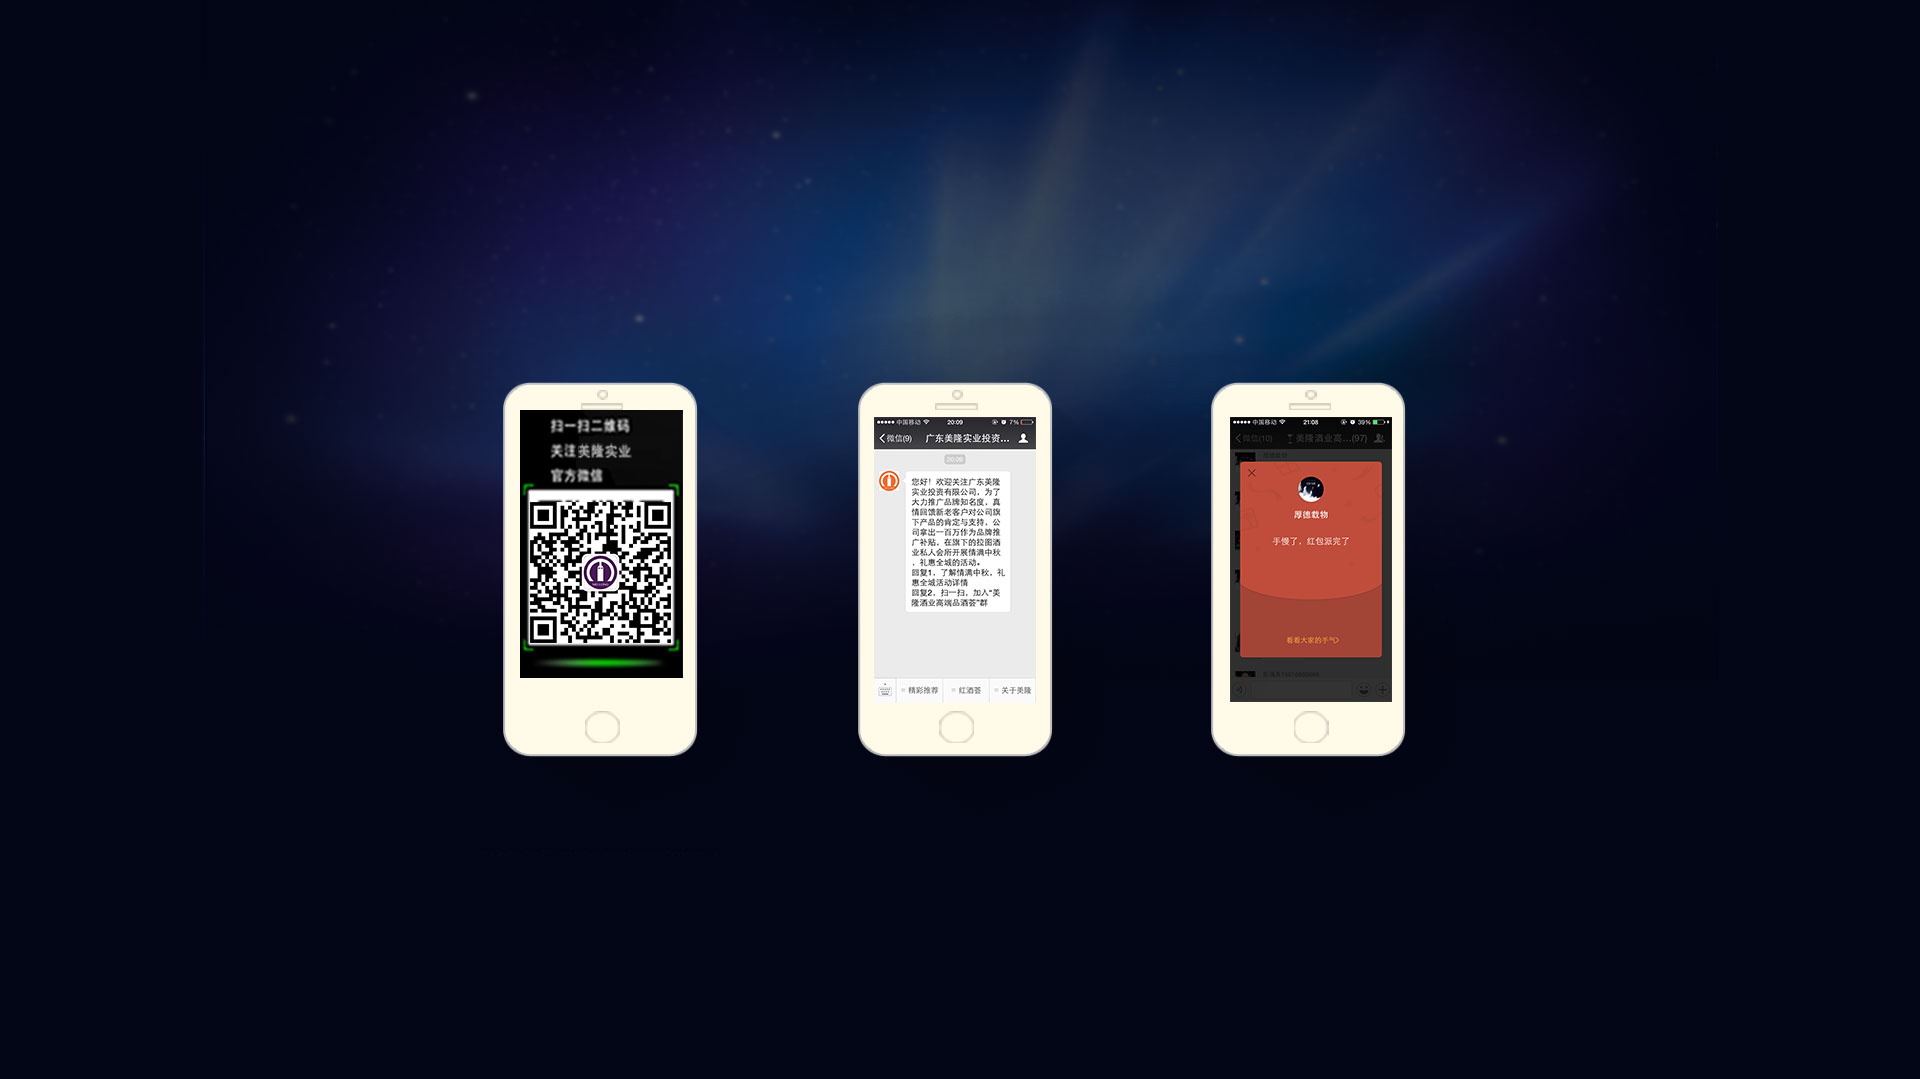 扫一扫二维码
关注美隆实业
官方微信
中国移动 20:09 7%
微信(9) 广东美隆实业投资...
20:09
您好！欢迎关注广东美隆
实业投资有限公司，为了
大力推广品牌知名度，真
情回馈新老客户对公司旗
下产品的肯定与支持，公
司拿出一百万作为品牌推
广补贴，在旗下的拉图酒
业私人会所开展情满中秋
，礼惠全城的活动。
回复1，了解情满中秋，礼
惠全城活动详情
回复2，扫一扫，加入“美
隆酒业高端品酒荟”群
精彩推荐 红酒荟 关于美隆
中国移动 21:08 39%
微信(10) 美隆酒业高...(97)
厚德载物
厚德载物
手慢了，红包派完了
看看大家的手气